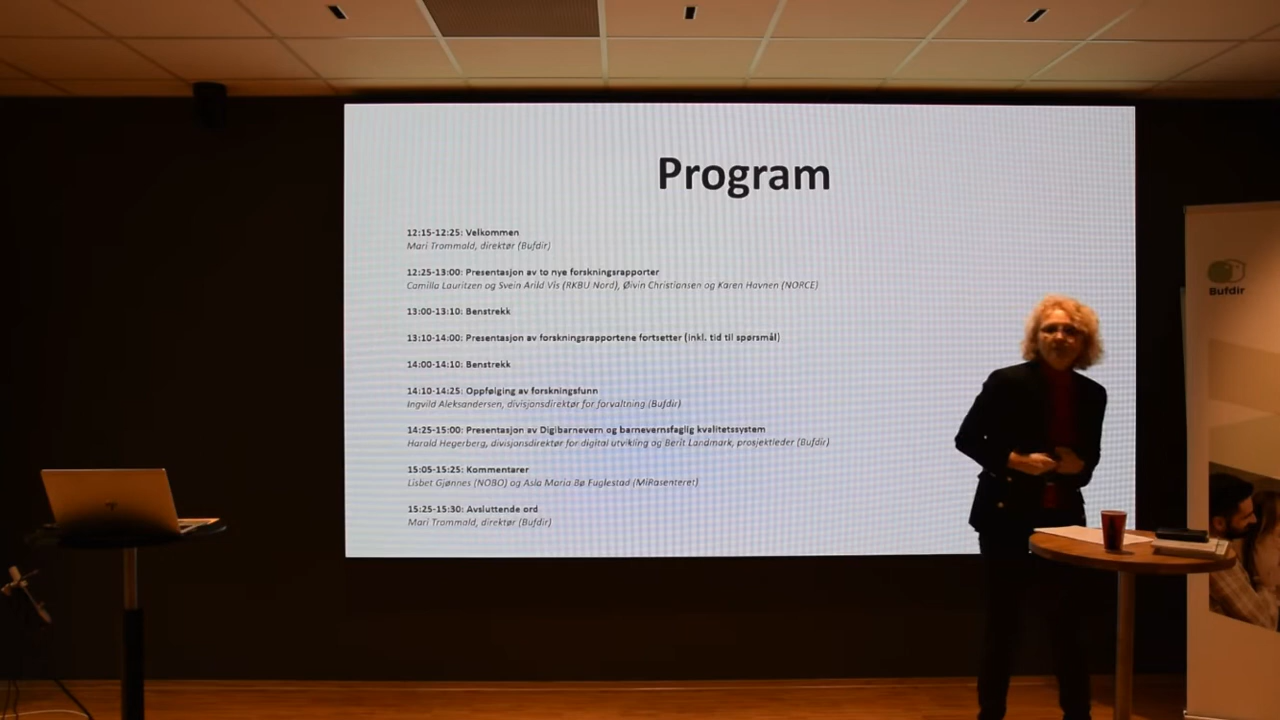 Program
12:15-12:25: Velkommen
Mari Trommald, direktør (Bufdir)
12:25-13:00: Presentasjon av to nye forskningsrapporter
Camilla Lauritzen og Svein Arild Vis (RKBU Nord), Øivin Christiansen og Karen Havnen (NORCE)
13:00-13:10: Benstrekk
13:10-14:00: Presentasjon av forskningsrapportene fortsetter (inkl. tid til spørsmål)
14:00-14:10: Benstrekk
14:10-14:25: Oppfølging av forskningsfunn
Ingvild Aleksandersen, divisjonsdirektør for forvaltning (Bufdir)
14:25-15:00: Presentasjon av Digibarnevern og barnevernsfaglig kvalitetssystem
Harald Hegerberg, divisjonsdirektør for digital utvikling og Berit Landmark, prosjektleder (Bufdir)
15:05-15:25: Kommentarer
Lisbet Gjønnes (NOBO) og Asla Maria Bø Fuglestad (MiRasenteret)
15:25-15:30: Avsluttende ord
Mari Trommald, direktør (Bufdir)
Bufdir